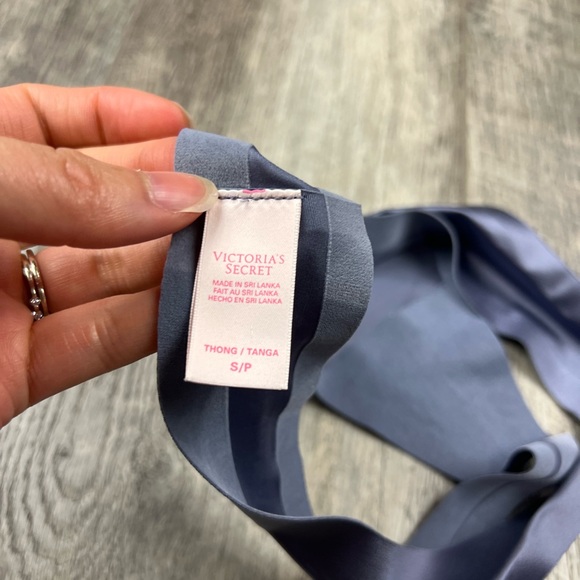 VICTORIA'S
SECRET
MADE IN SRI LANKA
FAIT AU SRI LANKA
HECHO EN SRI LANKA
THONG / TANGA
S/P